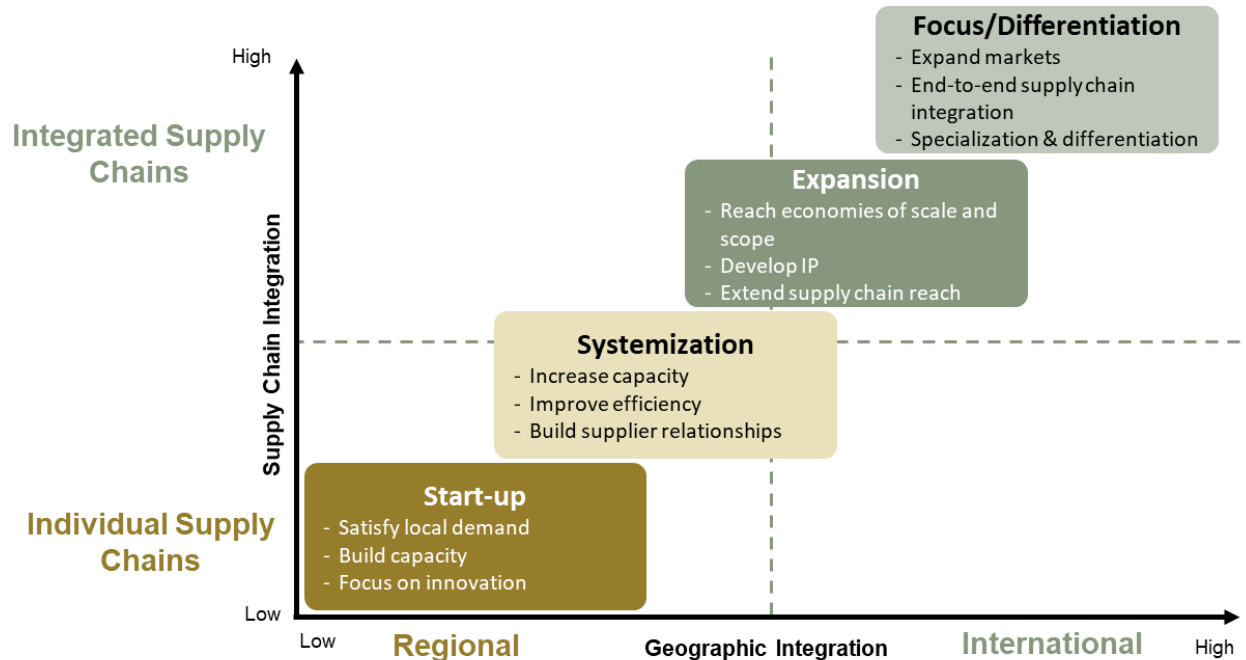 Focus/Differentiation
- Expand markets
- End-to-end supply chain
integration
- Specialization & differentiation
High
Integrated Supply
Chains
Expansion
- Reach economies of scale and
scope
- Develop IP
- Extend supply chain reach
Supply Chain Integration
Systemization
- Increase capacity
- Improve efficiency
- Build supplier relationships
Start-up
- Satisfy local demand
- Build capacity
- Focus on innovation
Individual Supply
Chains
Low
Low
Regional
Geographic Integration
International
High